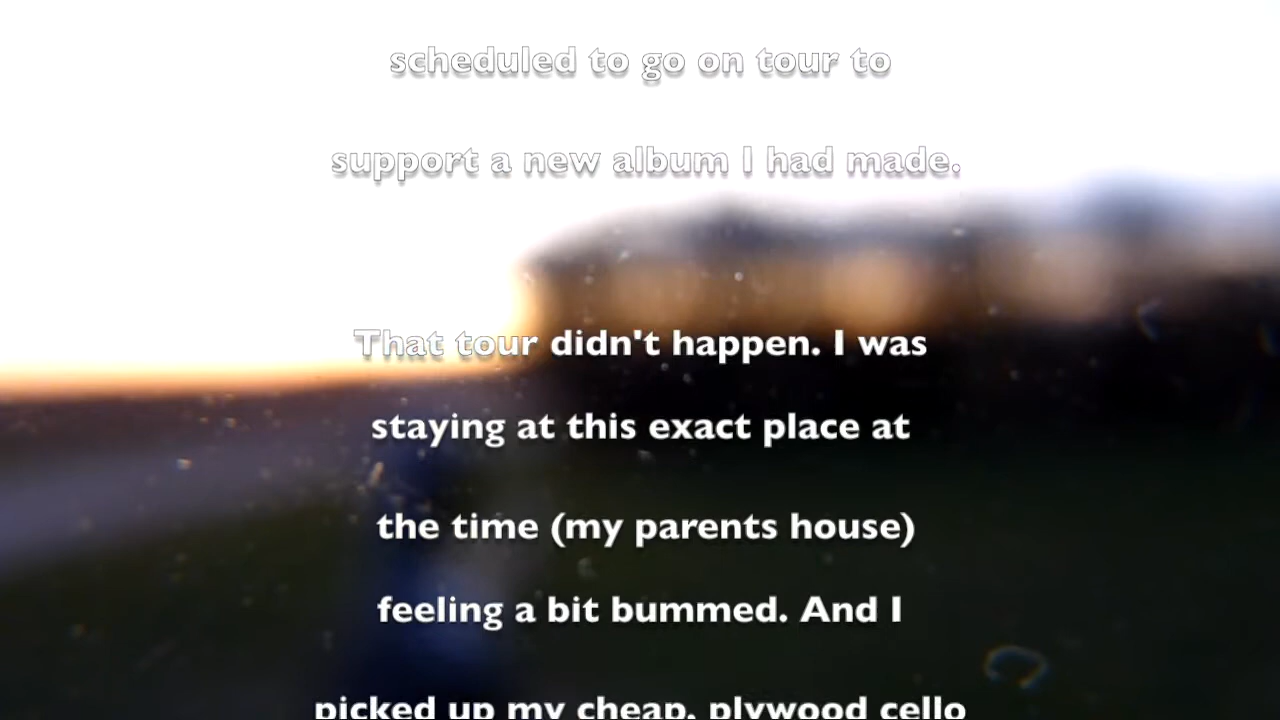 scheduled to go on tour to
support a new album I had made.
That tour didn't happen. I was
staying at this exact place at
the time (my parents house)
feeling a bit bummed. And I
picked up my cheap, plywood cello